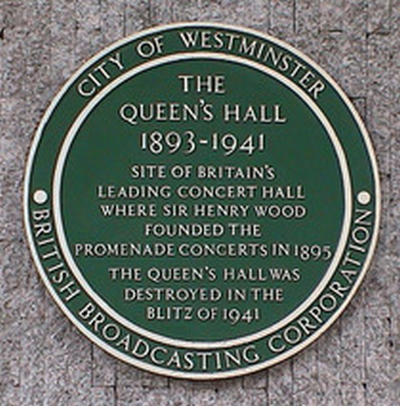 CITY OF WESTMINSTER
THE
QUEEN'S HALL
1893-1941
SITE OF BRITAIN'S
LEADING CONCERT HALL
WHERE SIR HENRY WOOD
FOUNDED THE
PROMENADE CONCERTS IN 1895
THE QUEEN'S HALL WAS
DESTROYED IN THE
BLITZ OF 1941
BRITISH BROADCASTING CORPORATION